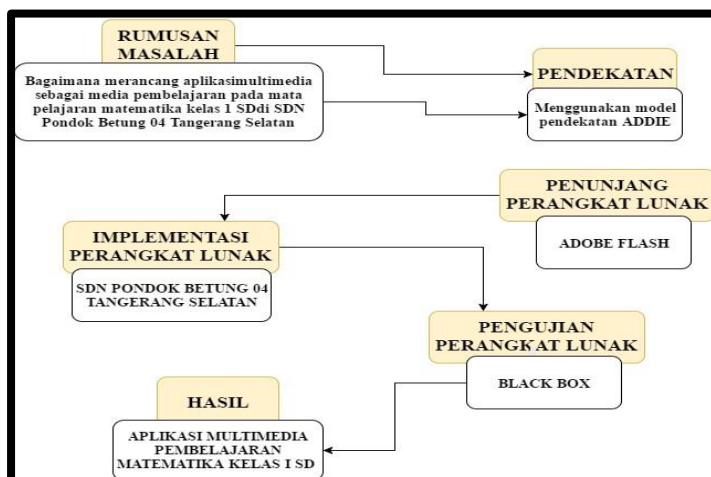 RUMUSAN
MASALAH
Bagaimana merancang aplikasimultimedia
sebagai media pembelajaran pada mata
pelajaran matematika kelas 1 SDdi SDN
Pondok Betung 04 Tangerang Selatan
PENDEKATAN
Menggunakan model
pendekatan ADDIE
PENUNJANG
PERANGKAT LUNAK
ADOBE FLASH
IMPLEMENTASI
PERANGKAT LUNAK
SDN PONDOK BETUNG 04
TANGERANG SELATAN
PENGUJIAN
PERANGKAT LUNAK
BLACK BOX
HASIL
APLIKASI MULTIMEDIA
PEMBELAJARAN
MATEMATIKA KELAS I SD